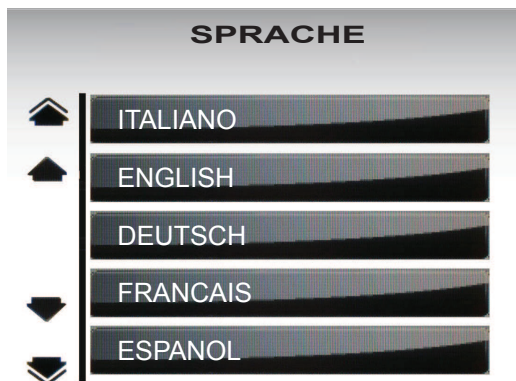 SPRACHE
ITALIANO
ENGLISH
DEUTSCH
FRANCAIS
ESPANOL